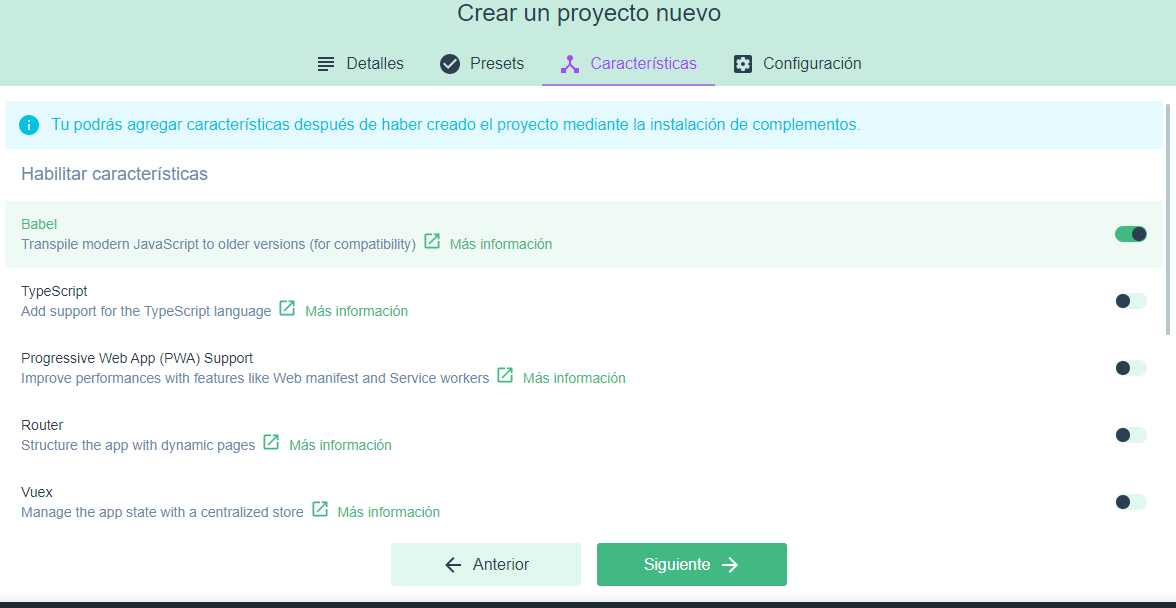 Crear un proyecto nuevo
Detalles Presets Características Configuración
Tu podrás agregar características después de haber creado el proyecto mediante la instalación de complementos.
Habilitar características
Babel
Transpile modern JavaScript to older versions (for compatibility) Más información
TypeScript
Add support for the TypeScript language Más información
Progressive Web App (PWA) Support
Improve performances with features like Web manifest and Service workers Más información
Router
Structure the app with dynamic pages Más información
Vuex
Manage the app state with a centralized store Más información
Anterior Siguiente